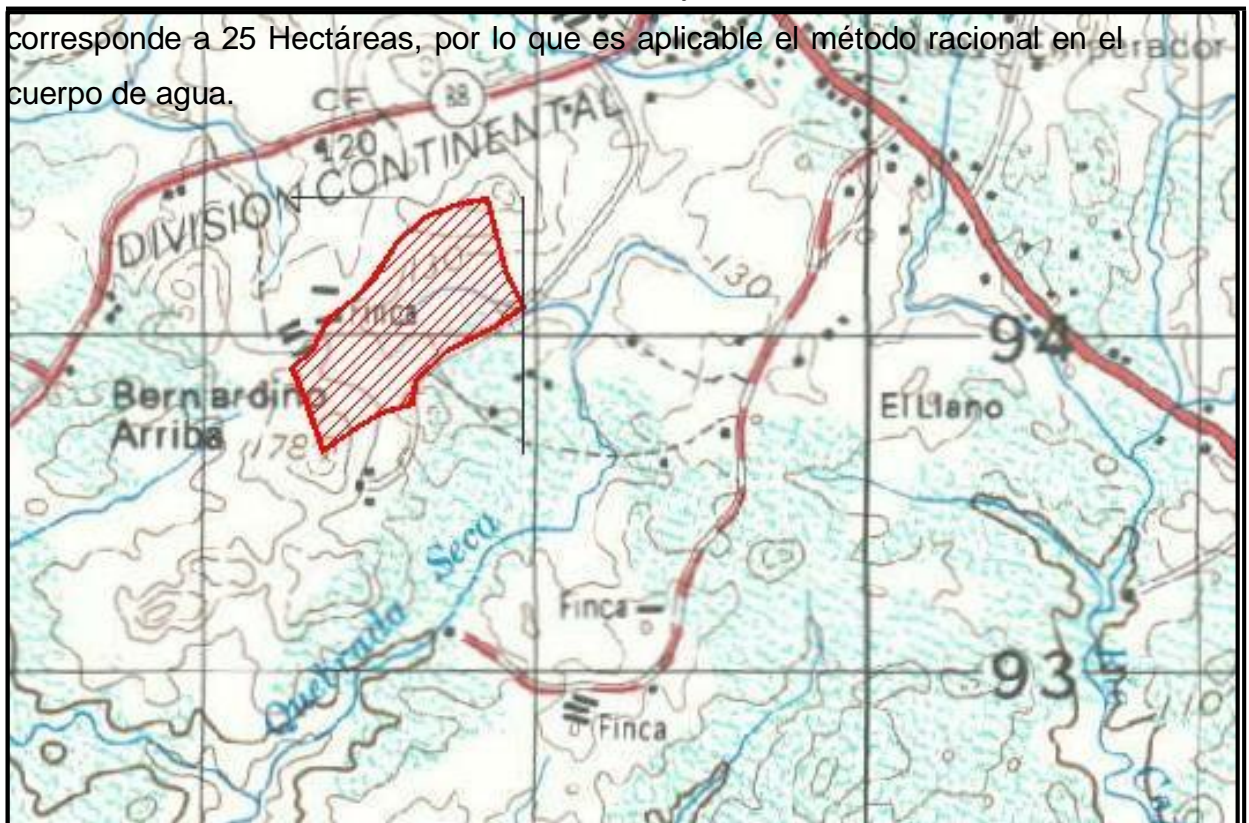 corresponde a 25 Hectáreas, por lo que es aplicable el método racional en el
cuerpo de agua.
CF
88
120
DIVISION CONTINENTAL
130
Finca
94
Bernardino
Arriba
178
El Llano
Quebrada Seca
Finca
93
Finca
110